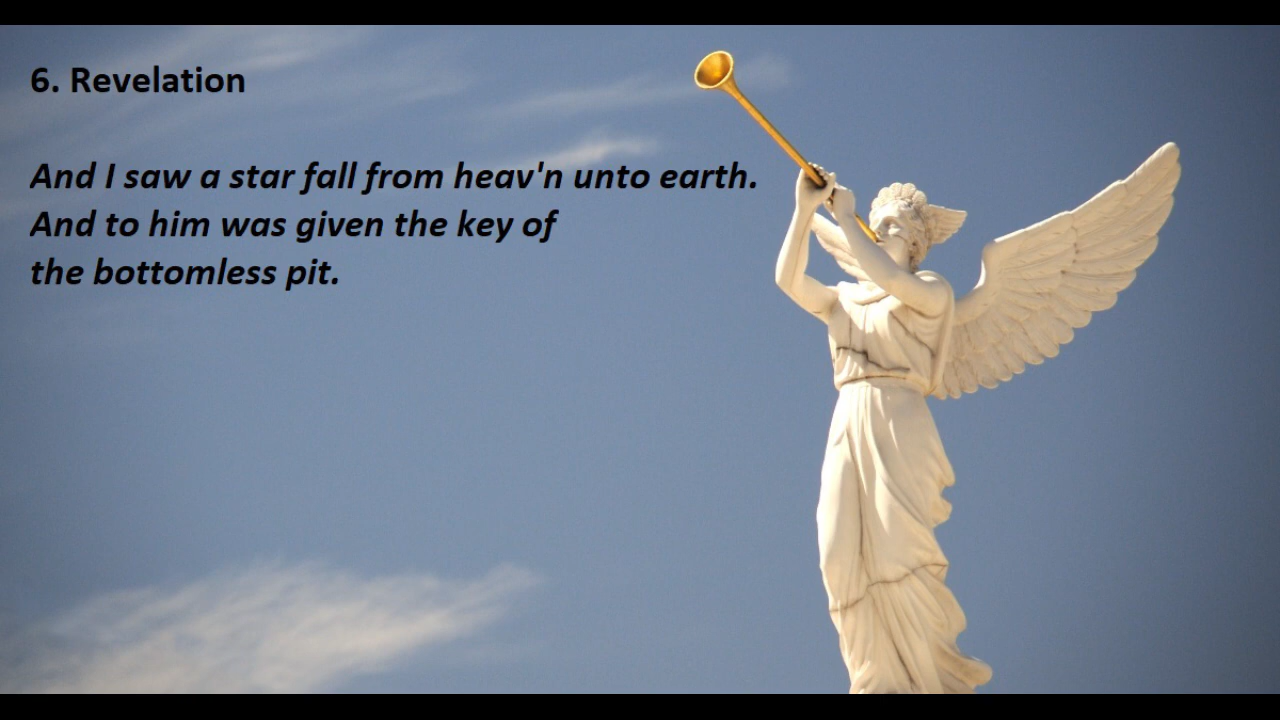 6. Revelation
And I saw a star fall from heav'n unto earth.
And to him was given the key of
the bottomless pit.